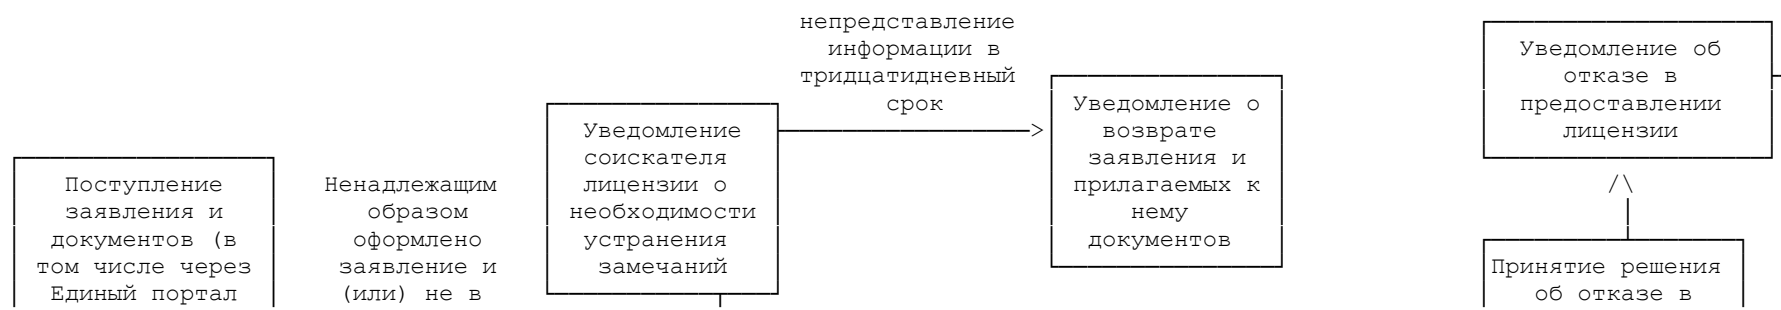 Поступление
заявления и
документов (в
том числе через
Единый портал
Ненадлежащим
образом
оформлено
заявление и
(или) не в
Уведомление
соискателя
лицензии о
необходимости
устранения
замечаний
непредставление
информации в
тридцатидневный
срок
Уведомление о
возврате
заявления и
прилагаемых к
нему
документов
Уведомление об
отказе в
предоставлении
лицензии
Принятие решения
об отказе в